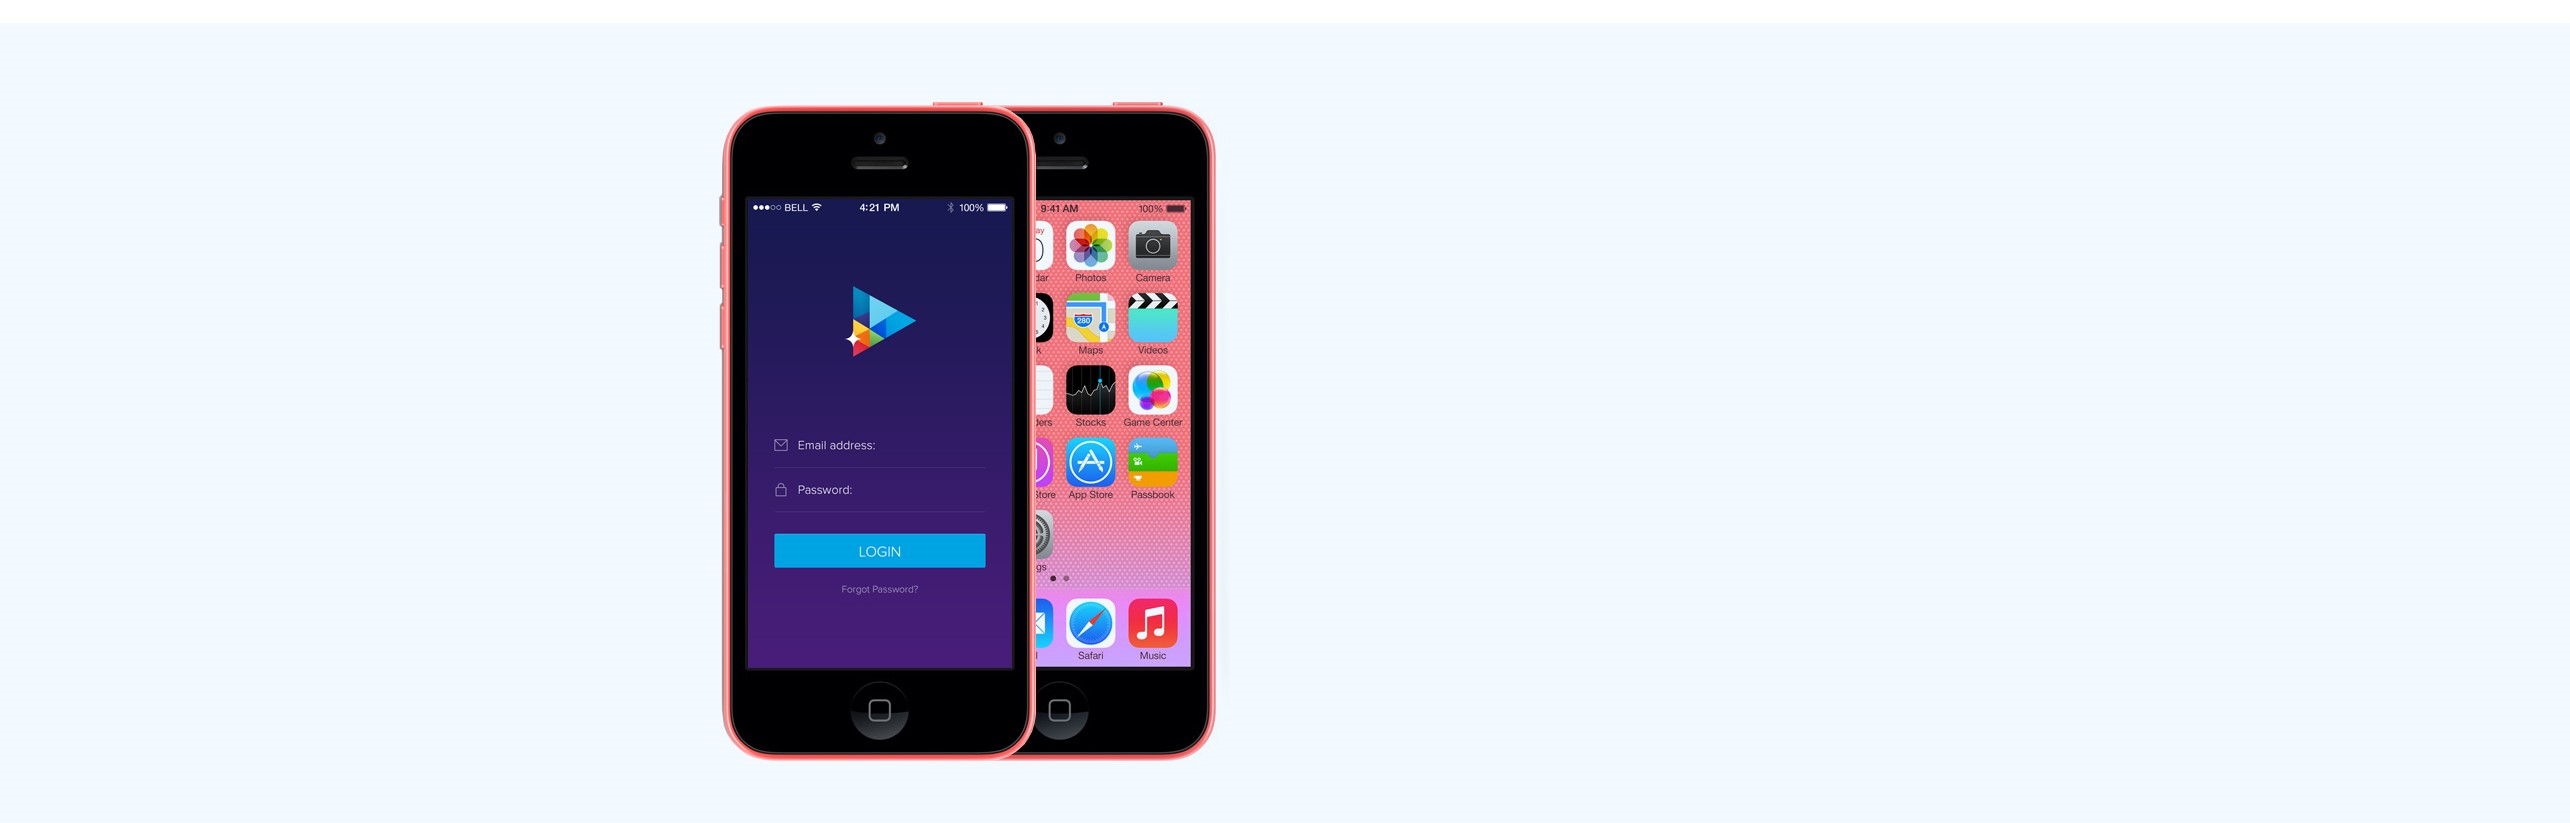 BELL 4:21 PM 100%
Email address:
Password:
LOGIN
Forgot Password?
9:41 AM 100%
Photos Camera
280
Maps Videos
Stocks Game Center
App Store Passbook
Safari Music